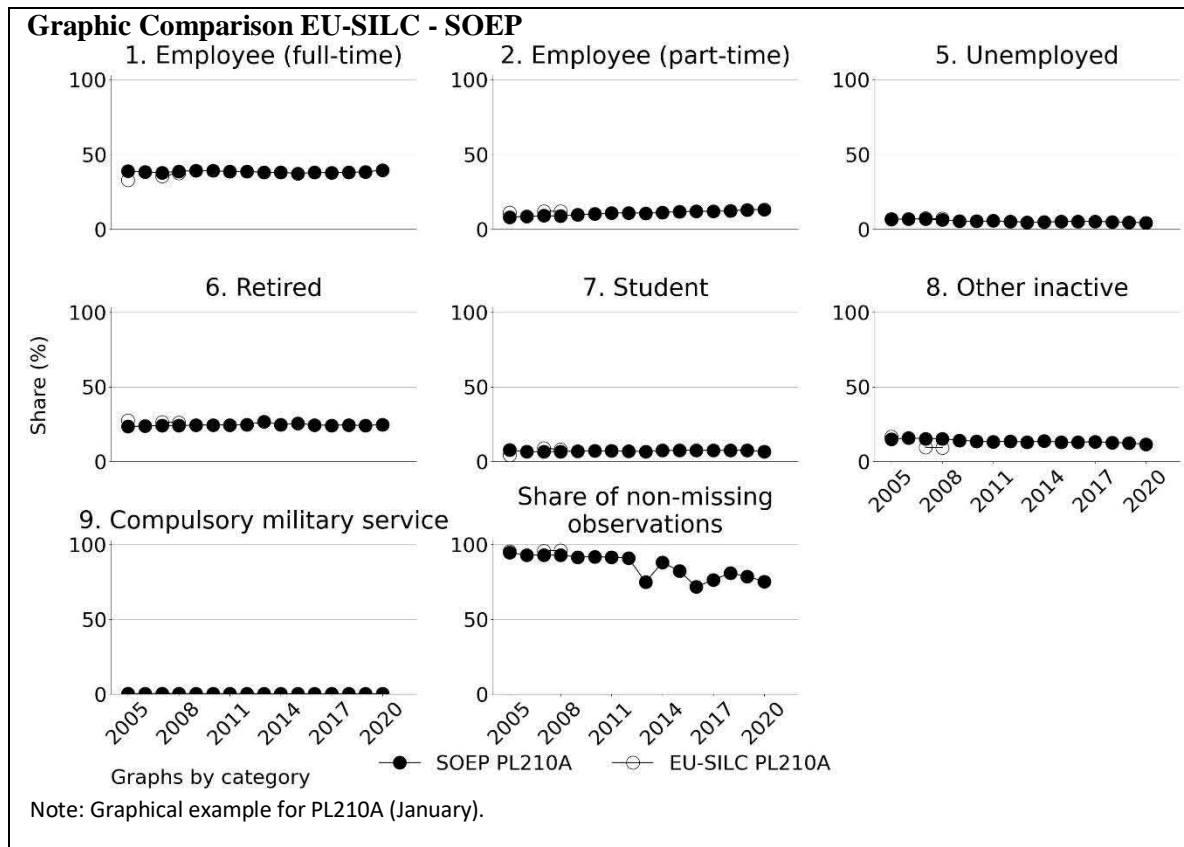 Graphic Comparison EU-SILC - SOEP
1. Employee (full-time)
2. Employee (part-time)
5. Unemployed
100
100
100
50
50
50
0
0
0
6. Retired
7. Student
8. Other inactive
Share (%)
100
100
100
50
50
50
0
0
0
2005
2008
2011
2014
2017
2020
9. Compulsory military service
Share of non-missing
observations
100
100
50
50
0
0
2005
2008
2011
2014
2017
2020
2005
2008
2011
2014
2017
2020
SOEP PL210A
EU-SILC PL210A
Graphs by category
Note: Graphical example for PL210A (January).